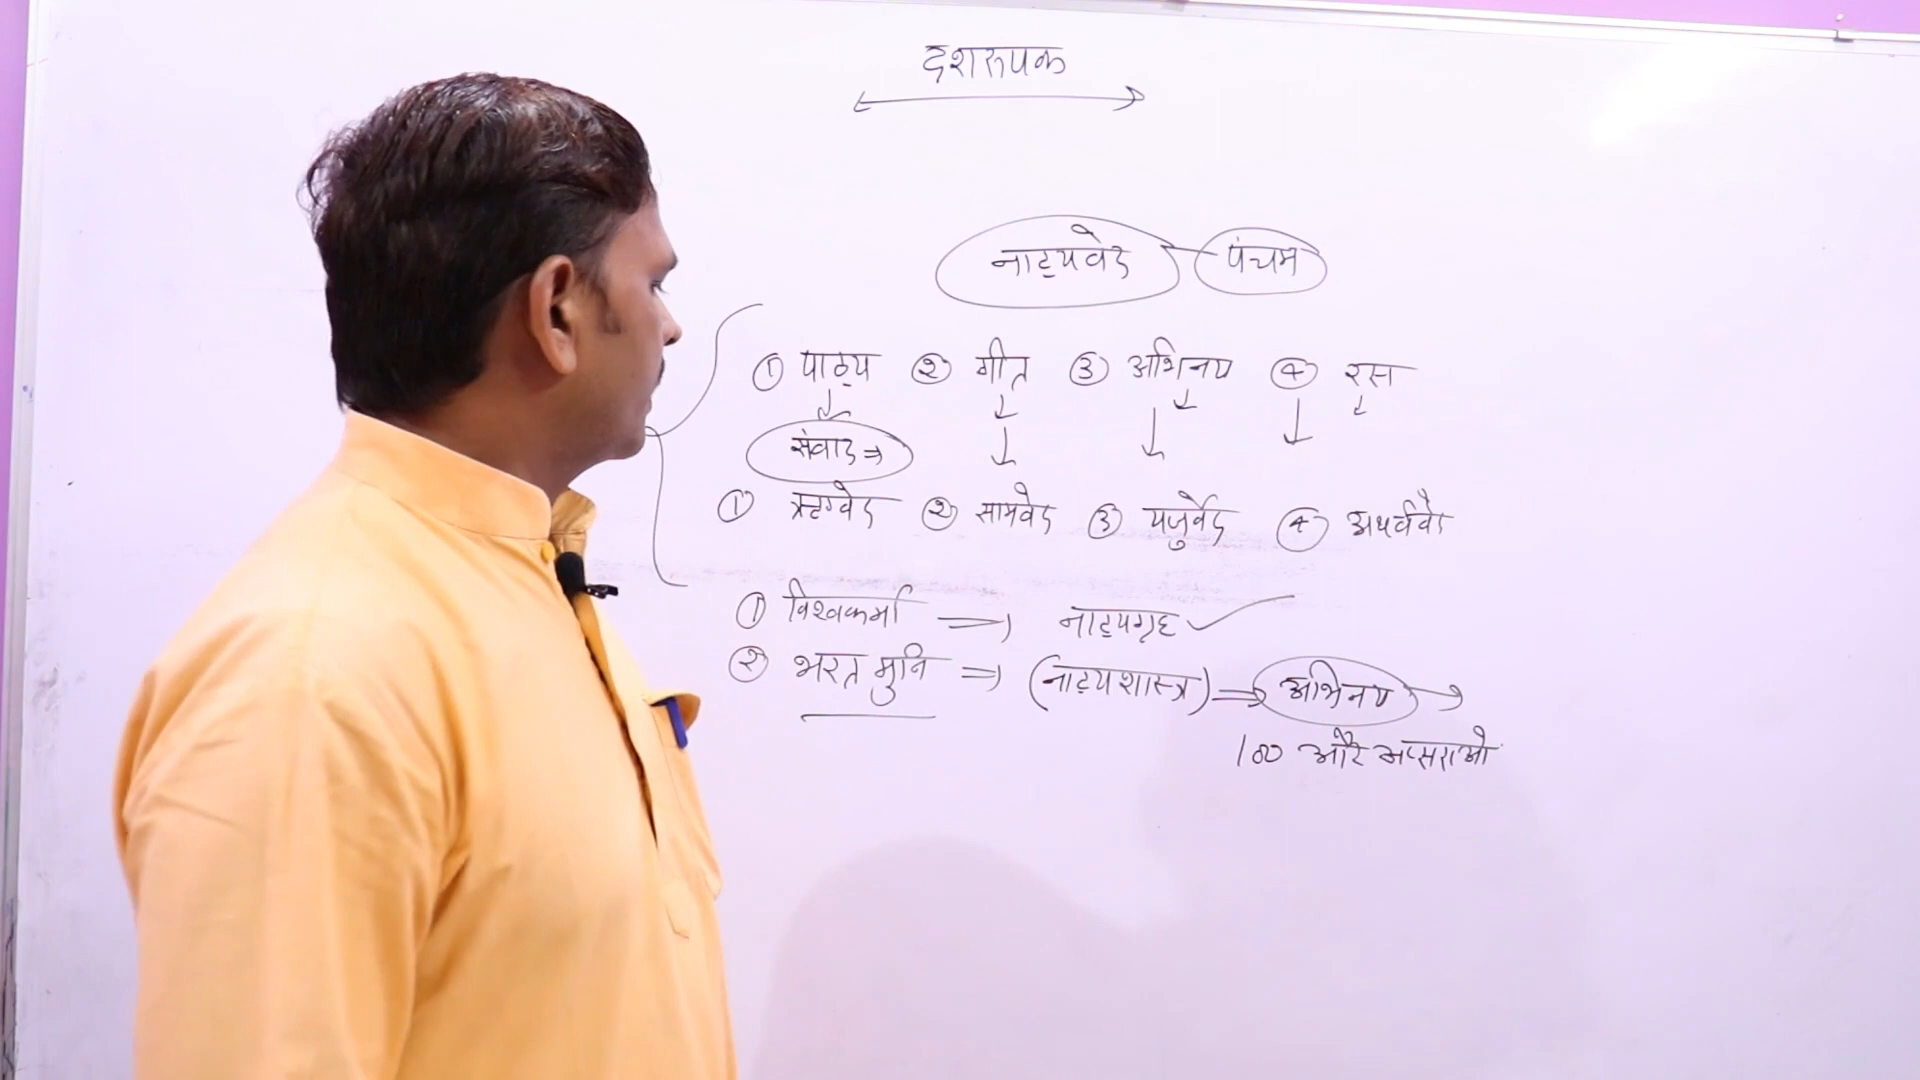 दशरुपक
नाट्यवेद पंचम
① पाठ्य ② गीत ③ अभिनय ④ रस
संवाद ⇒
① ऋग्वेद ② सामवेद ③ यजुर्वेद ④ अथर्ववेद
① विश्वकर्मा ⇒ नाट्यगृह ✓
② भरत मुनि ⇒ (नाट्यशास्त्र) ⇒ अभिनय →
100 और अप्सराओ